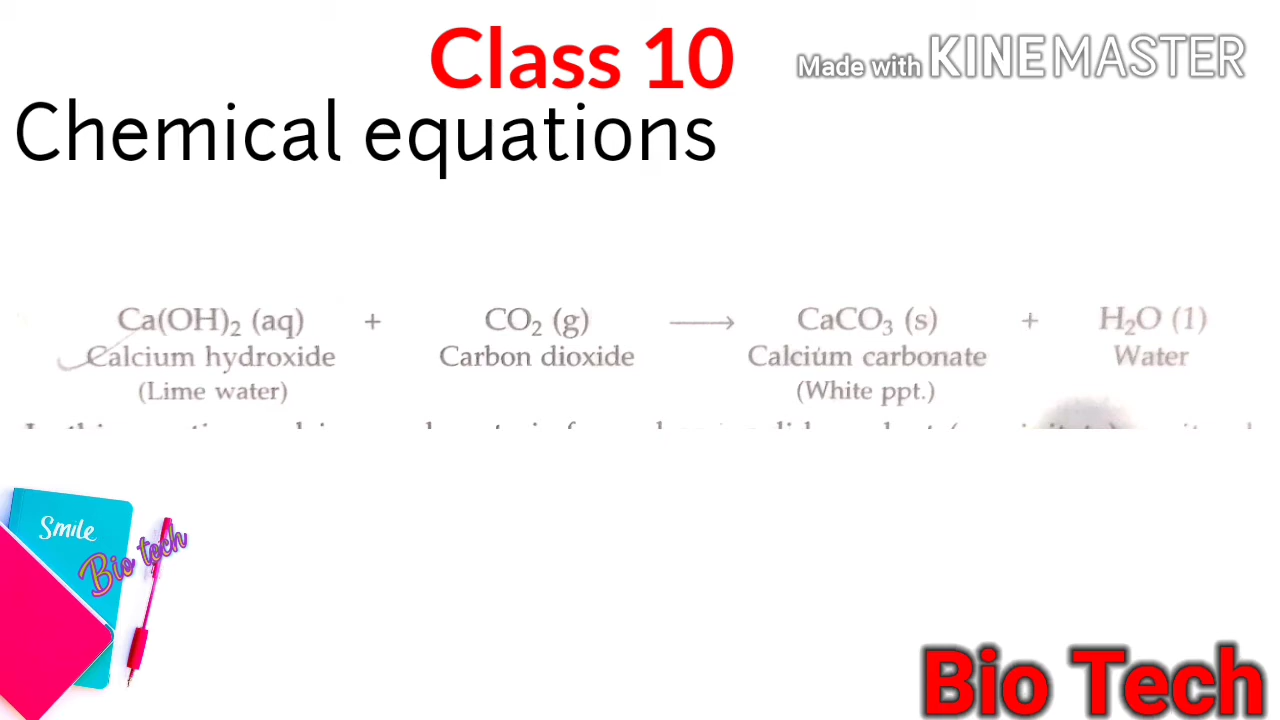 Class 10
Made with KINEMASTER
Chemical equations
Ca(OH)₂ (aq) + CO₂ (g) ⟶ CaCO₃ (s) + H₂O (1)
Calcium hydroxide Carbon dioxide Calcium carbonate Water
(Lime water) (White ppt.)
Smile
Bio tech
Bio Tech